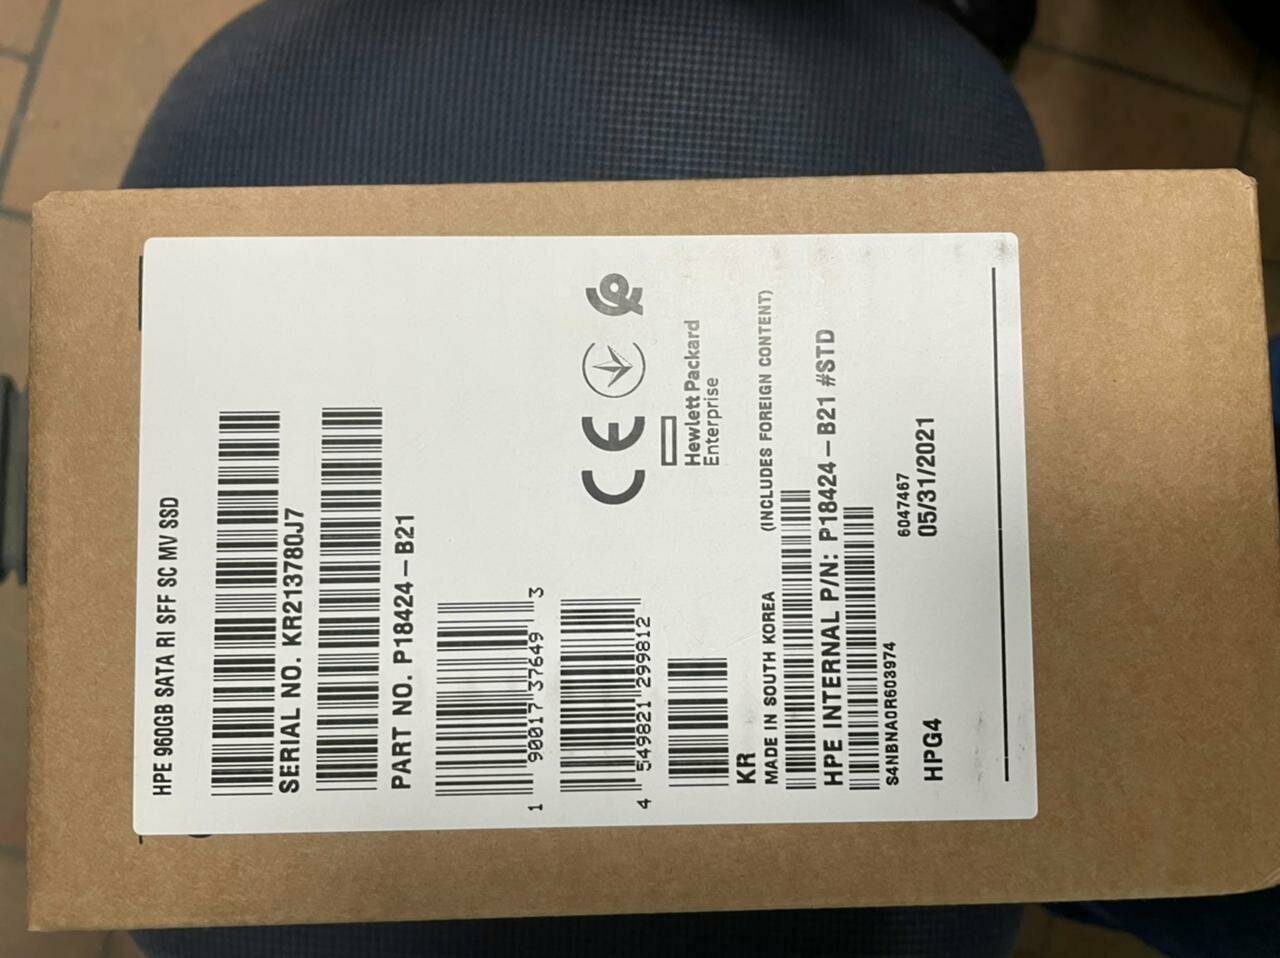 HPE 960GB SATA RI SFF SC MV SSD
SERIAL NO. KR213780J7
PART NO. P18424-B21
1 90017 37649 3
4 549821 299812
CE
Hewlett Packard
Enterprise
KR
MADE IN SOUTH KOREA (INCLUDES FOREIGN CONTENT)
HPE INTERNAL P/N: P18424-B21 #STD
S4NBNA0R603974
6047467
HPG4 05/31/2021